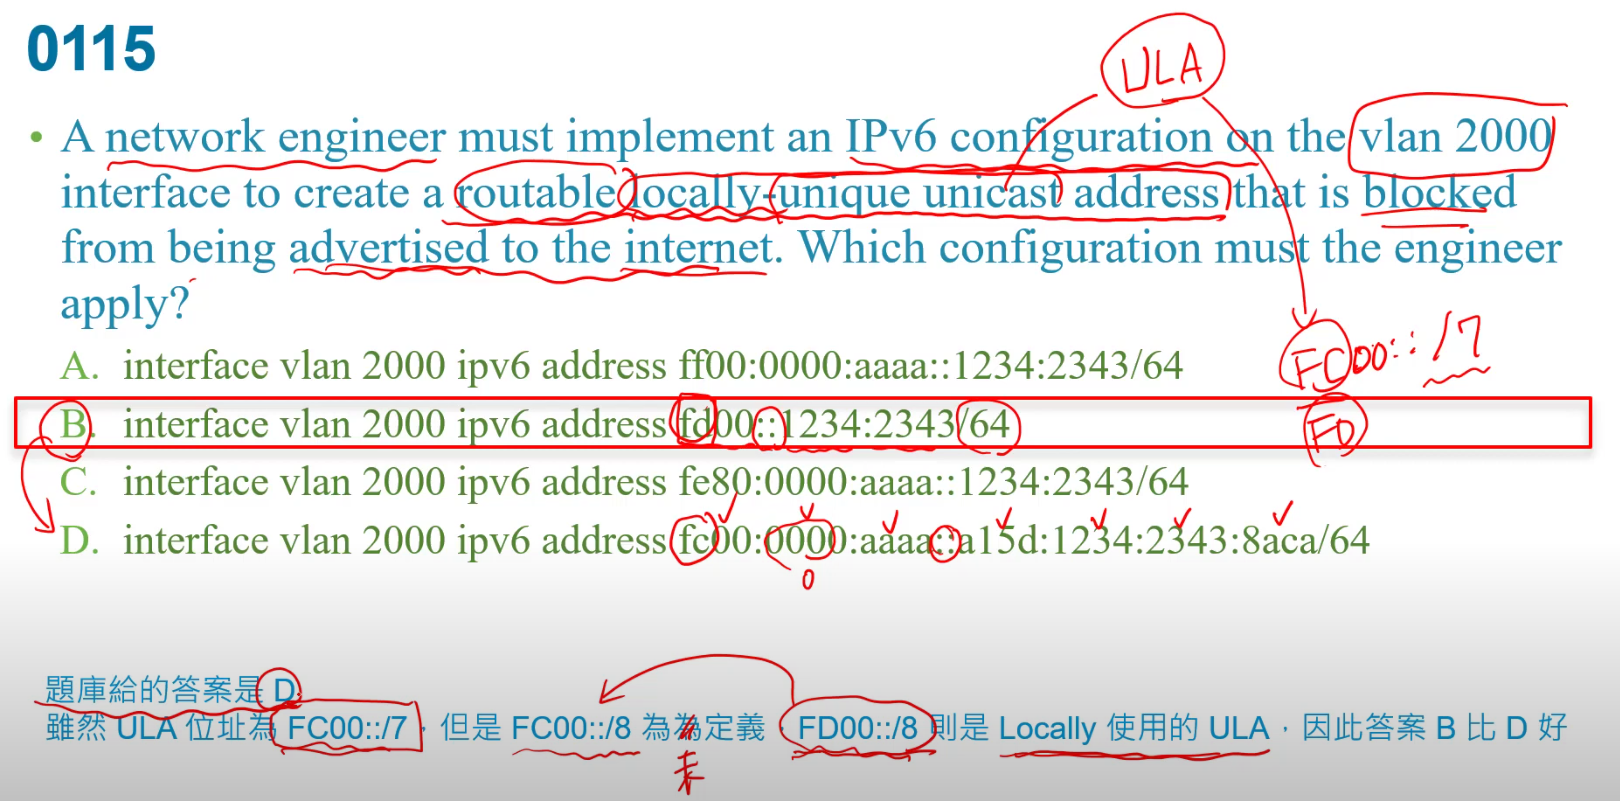 0115
ULA
• A network engineer must implement an IPv6 configuration on the vlan 2000
interface to create a routable locally-unique unicast address that is blocked
from being advertised to the internet. Which configuration must the engineer
apply?
FC00::/7
A. interface vlan 2000 ipv6 address ff00:0000:aaaa::1234:2343/64
B. interface vlan 2000 ipv6 address fd00::1234:2343/64
FD
C. interface vlan 2000 ipv6 address fe80:0000:aaaa::1234:2343/64
D. interface vlan 2000 ipv6 address fc00:0000:aaaa::a15d:1234:2343:8aca/64
0
題庫給的答案是 D.
雖然 ULA 位址為 FC00::/7，但是 FC00::/8 為為定義，FD00::/8 則是 Locally 使用的 ULA，因此答案 B 比 D 好
未